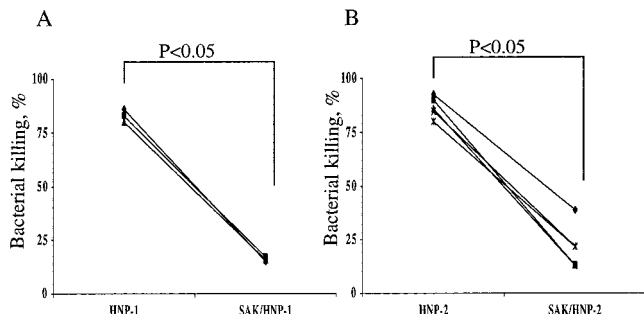 A
P<0.05
Bacterial killing, %
100
75
50
25
0
HNP-1
SAK/HNP-1
B
P<0.05
Bacterial killing, %
100
75
50
25
0
HNP-2
SAK/HNP-2